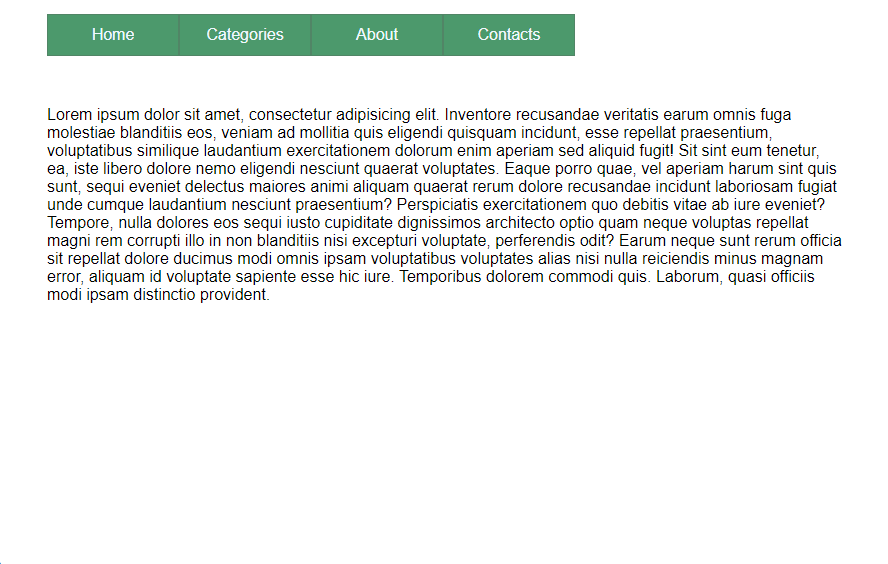 Home Categories About Contacts
Lorem ipsum dolor sit amet, consectetur adipisicing elit. Inventore recusandae veritatis earum omnis fuga
molestiae blanditiis eos, veniam ad mollitia quis eligendi quisquam incidunt, esse repellat praesentium,
voluptatibus similique laudantium exercitationem dolorum enim aperiam sed aliquid fugit! Sit sint eum tenetur,
ea, iste libero dolore nemo eligendi nesciunt quaerat voluptates. Eaque porro quae, vel aperiam harum sint quis
sunt, sequi eveniet delectus maiores animi aliquam quaerat rerum dolore recusandae incidunt laboriosam fugiat
unde cumque laudantium nesciunt praesentium? Perspiciatis exercitationem quo debitis vitae ab iure eveniet?
Tempore, nulla dolores eos sequi iusto cupiditate dignissimos architecto optio quam neque voluptas repellat
magni rem corrupti illo in non blanditiis nisi excepturi voluptate, perferendis odit? Earum neque sunt rerum officia
sit repellat dolore ducimus modi omnis ipsam voluptatibus voluptates alias nisi nulla reiciendis minus magnam
error, aliquam id voluptate sapiente esse hic iure. Temporibus dolorem commodi quis. Laborum, quasi officiis
modi ipsam distinctio provident.